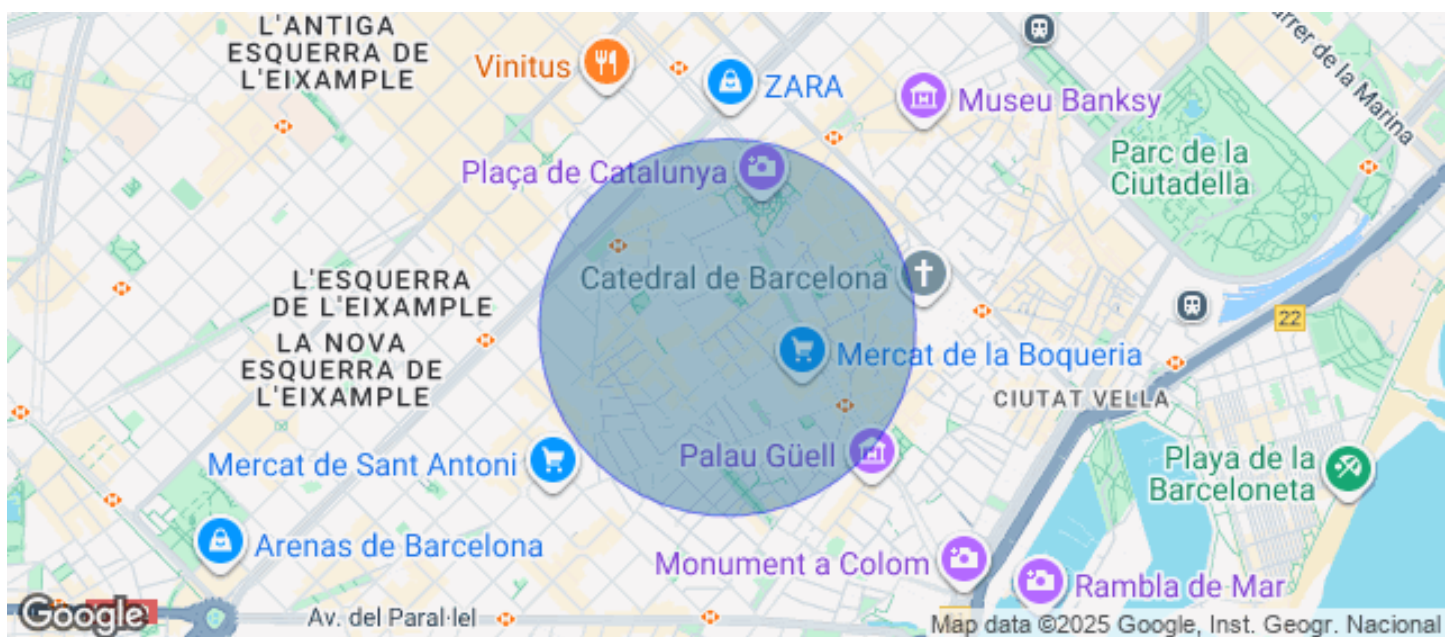 L'ANTIGA
ESQUERRA DE
L'EIXAMPLE
Vinitus
ZARA
Museu Banksy
rrer de la Marina
Parc de la
Ciutadella
Plaça de Catalunya
Catedral de Barcelona
L'ESQUERRA
DE L'EIXAMPLE
LA NOVA
ESQUERRA DE
L'EIXAMPLE
22
Mercat de la Boqueria
CIUTAT VELLA
Mercat de Sant Antoni
Palau Güell
Playa de la
Barceloneta
Arenas de Barcelona
Monument a Colom
Rambla de Mar
Google
Av. del Paral·lel
Map data ©2025 Google, Inst. Geogr. Nacional